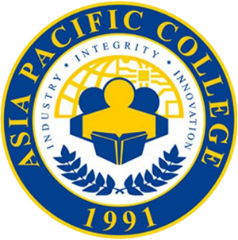 ASIA PACIFIC COLLEGE
INDUSTRY • INTEGRITY • INNOVATION
1991